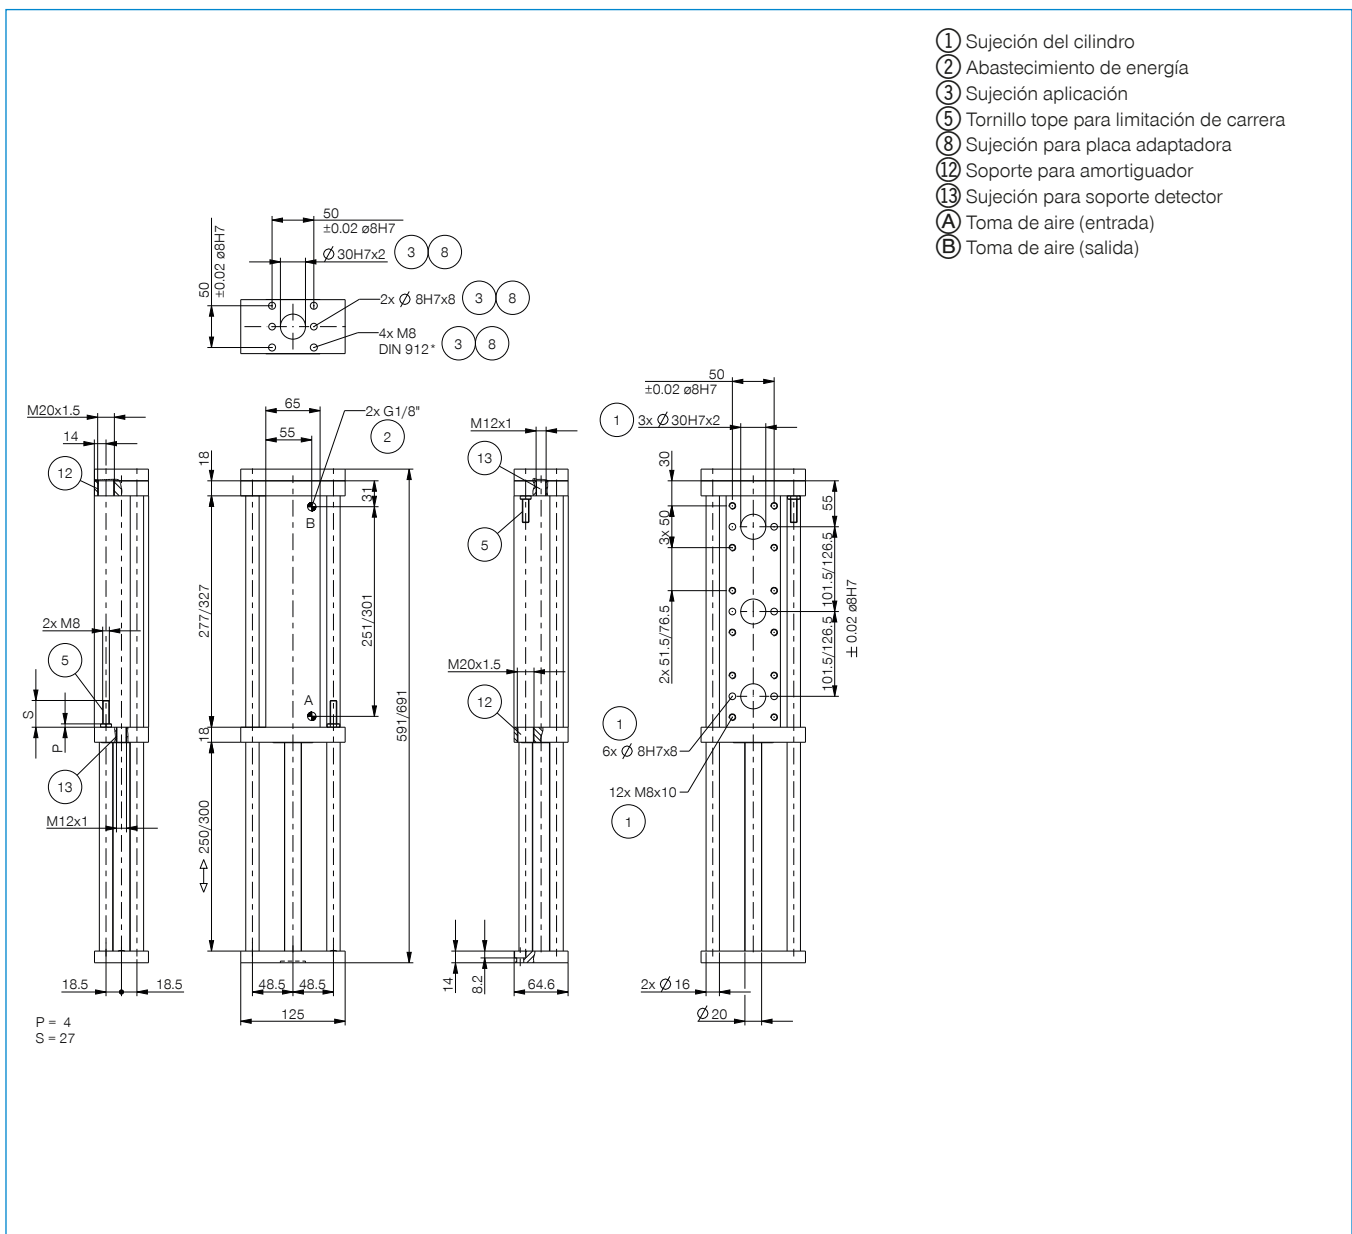 1 Sujeción del cilindro
2 Abastecimiento de energía
3 Sujeción aplicación
5 Tornillo tope para limitación de carrera
8 Sujeción para placa adaptadora
12 Soporte para amortiguador
13 Sujeción para soporte detector
A Toma de aire (entrada)
B Toma de aire (salida)
50
±0.02 ø8H7
Ø 30H7x2 3 8
50
±0.02 ø8H7
2x Ø 8H7x8 3 8
4x M8
DIN 912* 3 8
M20x1.5
14
12
2x M8
5
S
P
13
M12x1
18.5 18.5
P = 4
S = 27
65
55
2x G1/8"
2
18
31
B
277/327
251/301
A
18
591/691
250/300
48.5 48.5
125
M12x1
13
5
M20x1.5
12
14
8.2
64.6
50
±0.02 ø8H7
1 3x Ø 30H7x2
30
55
3x 50
101.5/126.5
2x 51.5/76.5
101.5/126.5
± 0.02 ø8H7
1
6x Ø 8H7x8
12x M8x10
1
2x Ø 16
Ø 20